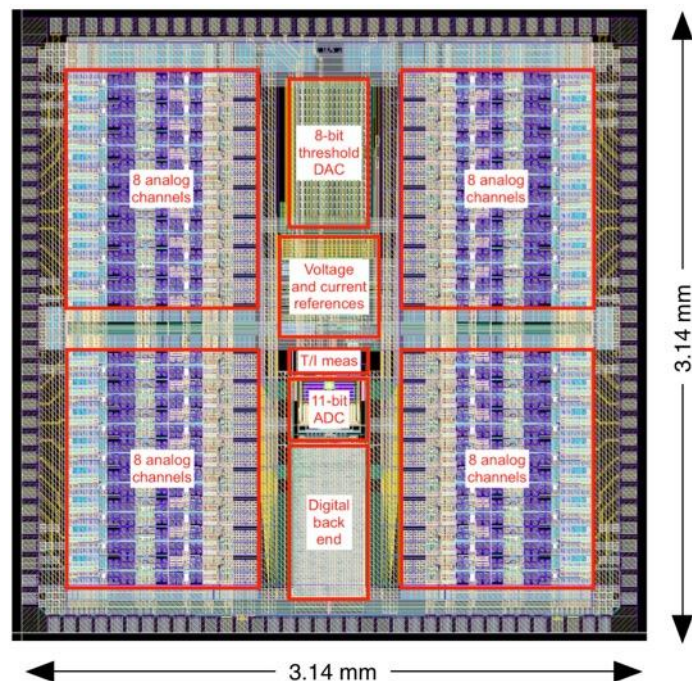 8-bit
threshold
DAC
8 analog
channels
8 analog
channels
Voltage
and current
references
T/I meas
11-bit
ADC
8 analog
channels
8 analog
channels
Digital
back
end
3.14 mm
3.14 mm